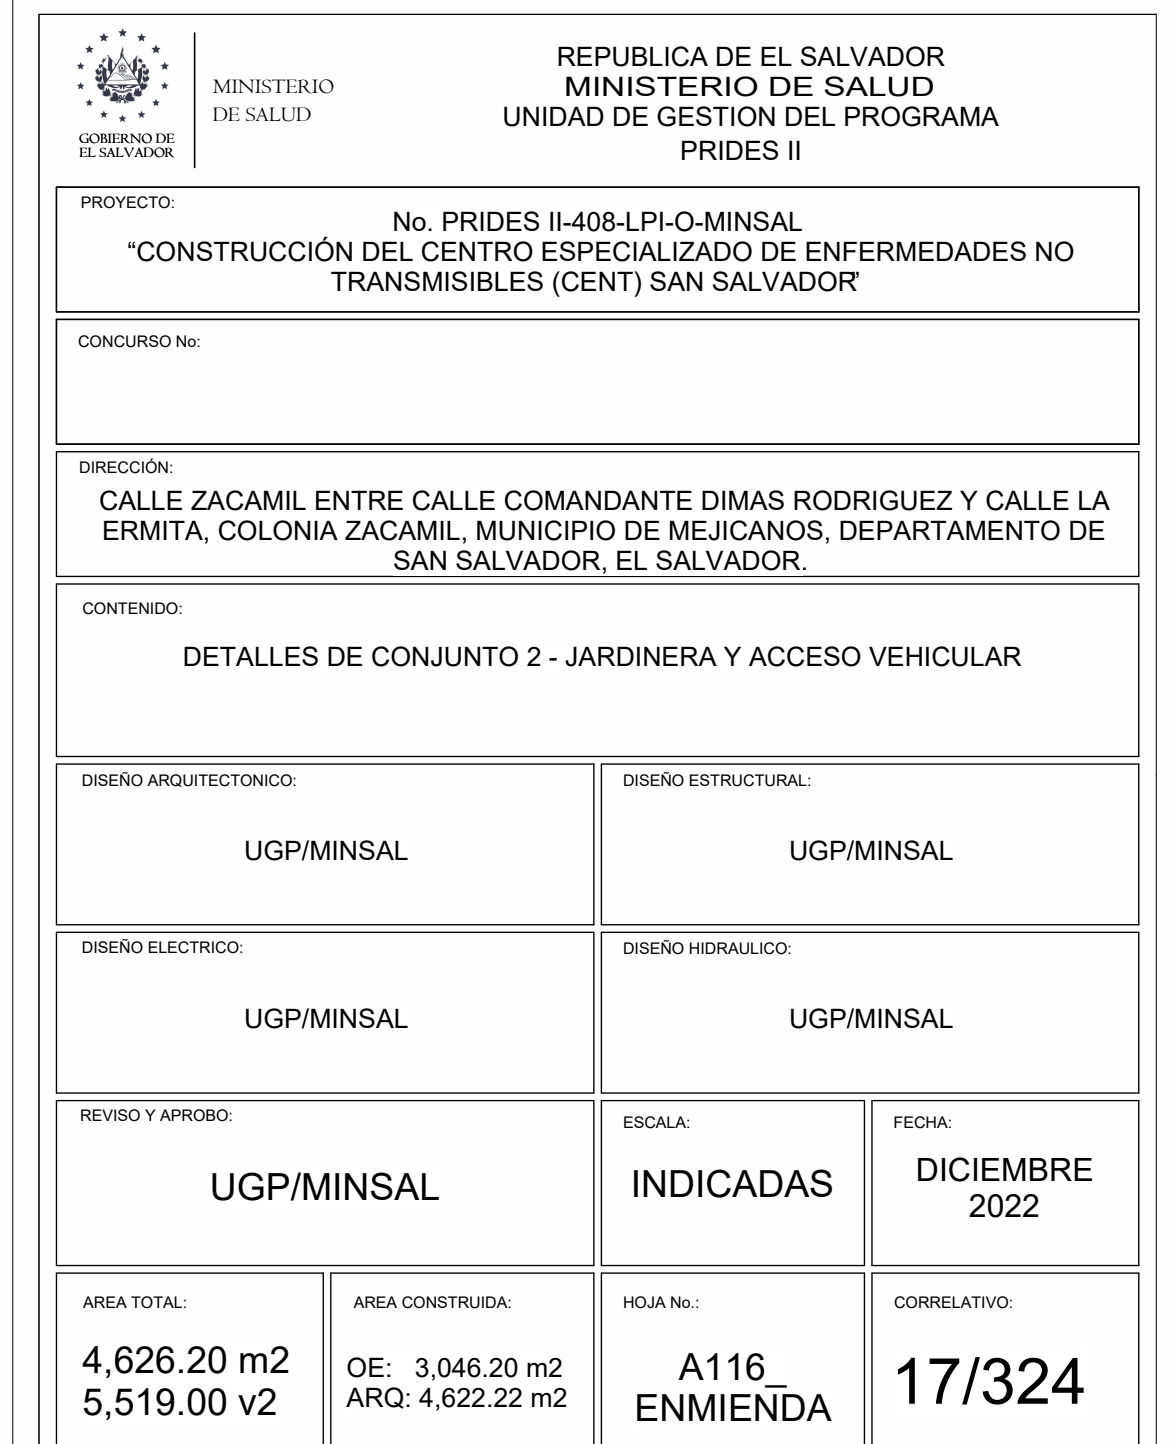 GOBIERNO DE
EL SALVADOR
MINISTERIO
DE SALUD
REPUBLICA DE EL SALVADOR
MINISTERIO DE SALUD
UNIDAD DE GESTION DEL PROGRAMA
PRIDES II
PROYECTO:
No. PRIDES II-408-LPI-O-MINSAL
“CONSTRUCCIÓN DEL CENTRO ESPECIALIZADO DE ENFERMEDADES NO
TRANSMISIBLES (CENT) SAN SALVADOR”
CONCURSO No:
DIRECCIÓN:
CALLE ZACAMIL ENTRE CALLE COMANDANTE DIMAS RODRIGUEZ Y CALLE LA
ERMITA, COLONIA ZACAMIL, MUNICIPIO DE MEJICANOS, DEPARTAMENTO DE
SAN SALVADOR, EL SALVADOR.
CONTENIDO:
DETALLES DE CONJUNTO 2 - JARDINERA Y ACCESO VEHICULAR
DISEÑO ARQUITECTONICO:
UGP/MINSAL
DISEÑO ESTRUCTURAL:
UGP/MINSAL
DISEÑO ELECTRICO:
UGP/MINSAL
DISEÑO HIDRAULICO:
UGP/MINSAL
REVISO Y APROBO:
UGP/MINSAL
ESCALA:
INDICADAS
FECHA:
DICIEMBRE
2022
AREA TOTAL:
4,626.20 m2
5,519.00 v2
AREA CONSTRUIDA:
OE: 3,046.20 m2
ARQ: 4,622.22 m2
HOJA No.:
A116_
ENMIENDA
CORRELATIVO:
17/324